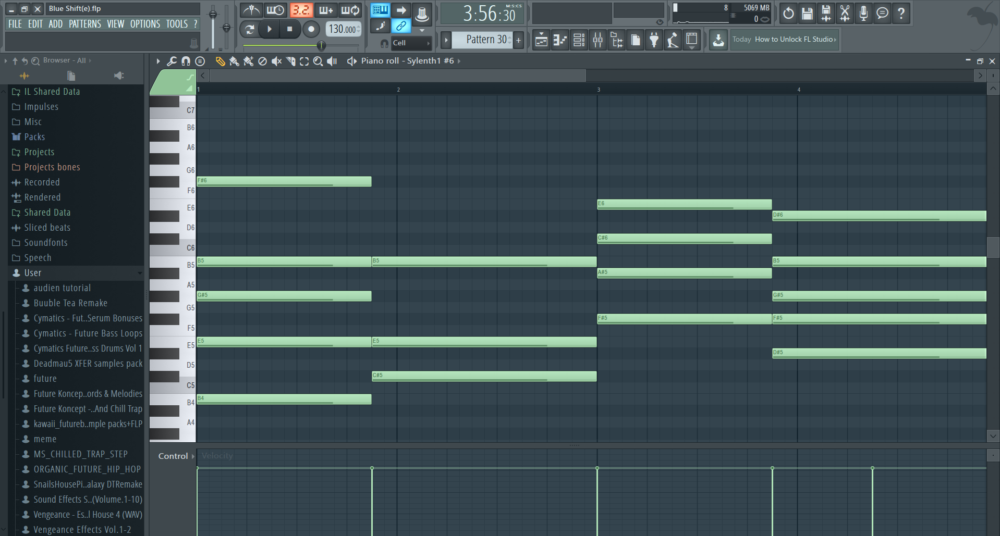 Blue Shift(e).flp
FILE EDIT ADD PATTERNS VIEW OPTIONS TOOLS ?
3.2.
130.000
Cell
M:S:CS
3:56:30
Pattern 30 +
8
5069 MB
0
?
Today How to Unlock FL Studio
Browser - All
Piano roll - Sylenth1 #6
IL Shared Data
Impulses
Misc
Packs
Projects
Projects bones
Recorded
Rendered
Shared Data
Sliced beats
Soundfonts
Speech
User
audien tutorial
Buuble Tea Remake
Cymatics - Fut..Serum Bonuses
Cymatics - Future Bass Loops
Cymatics Future..ss Drums Vol 1
Deadmau5 XFER samples pack
future
Future Koncep..ords & Melodies
Future Koncept -..And Chill Trap
kawaii_futureb..mple packs+FLP
meme
MS_CHILLED_TRAP_STEP
ORGANIC_FUTURE_HIP_HOP
SnailsHousePi..alaxy DTRemake
Sound Effects S..(Volume.1-10)
Vengeance - Es..l House 4 (WAV)
Vengeance Effects Vol.1-2
1 2 3 4
C7
B6
A6
G6
F#6
F6
E6
E6
D#6
D6
C#6
C6
B5
B5 B5 B5
A#5
A5
G#5 G#5
G5
F#5 F#5
F5
E5
E5 E5
D#5
D5
C#5
C5
B4
B4
A4
Control
Velocity